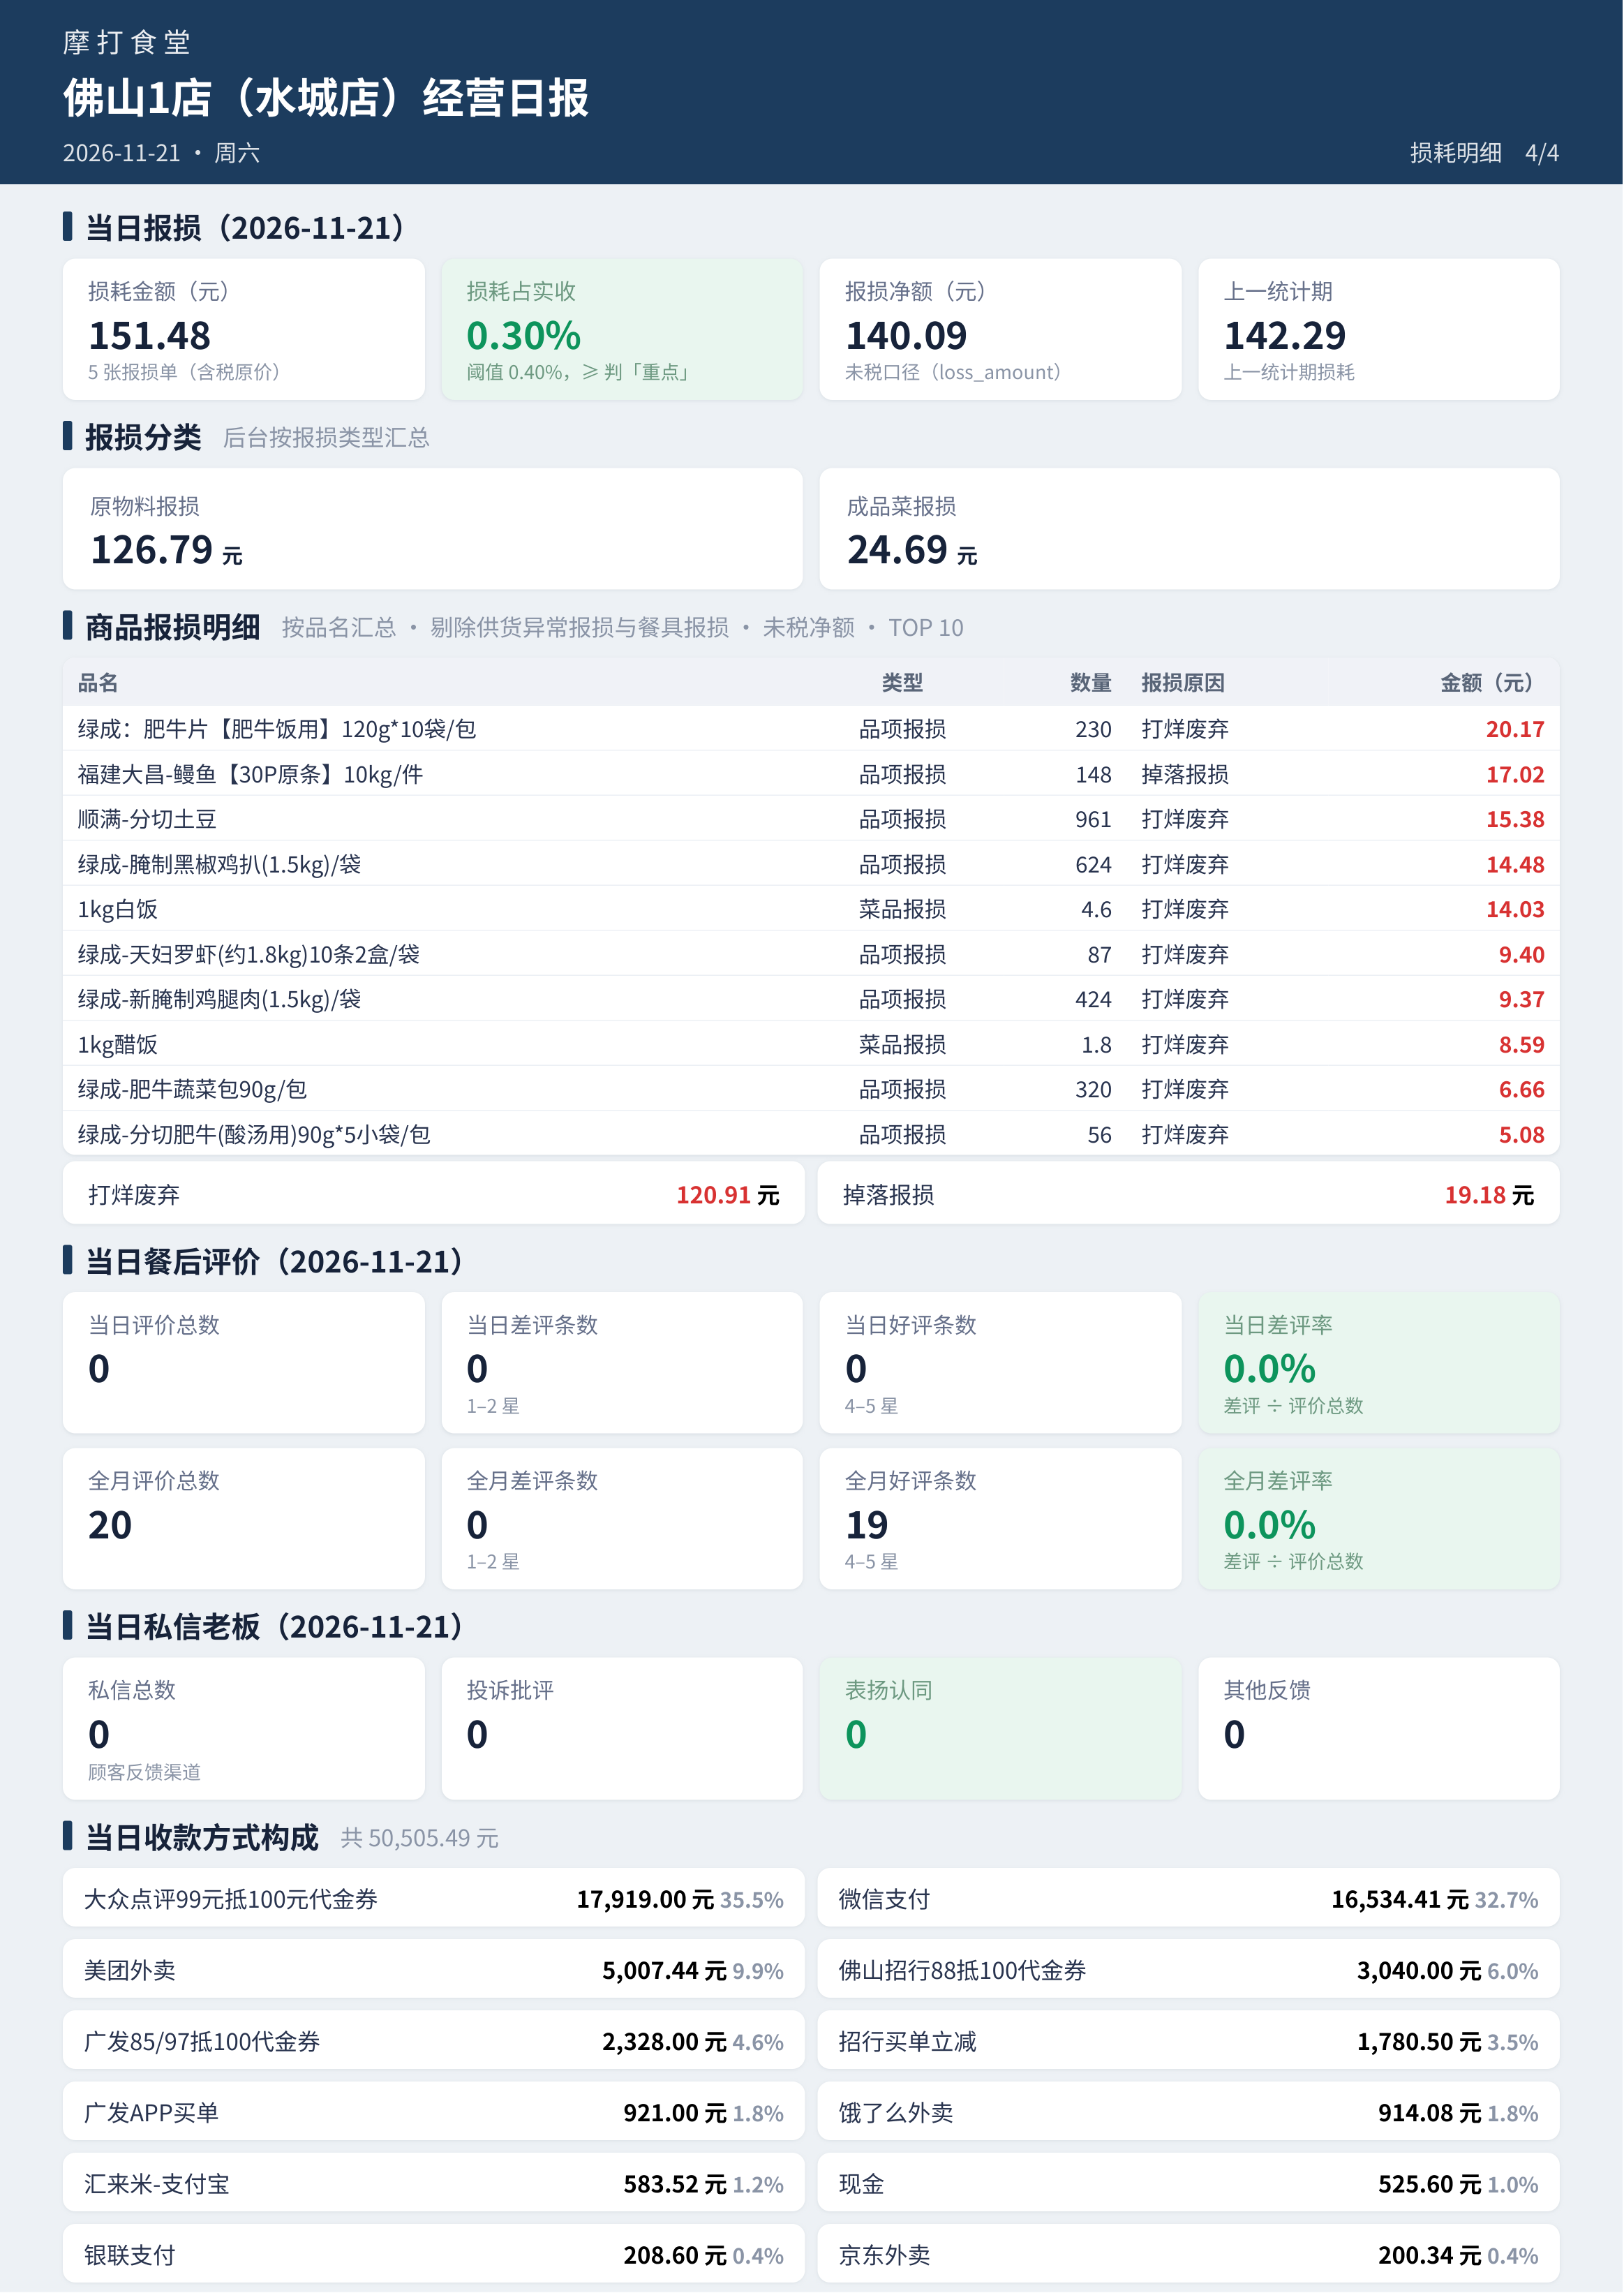 摩打食堂
佛山1店（水城店）经营日报
2026-11-21 · 周六 损耗明细 4/4
当日报损（2026-11-21）
损耗金额（元） 损耗占实收 报损净额（元） 上一统计期
151.48 0.30% 140.09 142.29
5 张报损单（含税原价） 阈值 0.40%，≥ 判「重点」 未税口径（loss_amount） 上一统计期损耗
报损分类 后台按报损类型汇总
原物料报损 成品菜报损
126.79 元 24.69 元
商品报损明细 按品名汇总 · 剔除供货异常报损与餐具报损 · 未税净额 · TOP 10
品名 类型 数量 报损原因 金额（元）
绿成：肥牛片【肥牛饭用】120g*10袋/包 品项报损 230 打烊废弃 20.17
福建大昌-鳗鱼【30P原条】10kg/件 品项报损 148 掉落报损 17.02
顺满-分切土豆 品项报损 961 打烊废弃 15.38
绿成-腌制黑椒鸡扒(1.5kg)/袋 品项报损 624 打烊废弃 14.48
1kg白饭 菜品报损 4.6 打烊废弃 14.03
绿成-天妇罗虾(约1.8kg)10条2盒/袋 品项报损 87 打烊废弃 9.40
绿成-新腌制鸡腿肉(1.5kg)/袋 品项报损 424 打烊废弃 9.37
1kg醋饭 菜品报损 1.8 打烊废弃 8.59
绿成-肥牛蔬菜包90g/包 品项报损 320 打烊废弃 6.66
绿成-分切肥牛(酸汤用)90g*5小袋/包 品项报损 56 打烊废弃 5.08
打烊废弃 120.91 元 掉落报损 19.18 元
当日餐后评价（2026-11-21）
当日评价总数 当日差评条数 当日好评条数 当日差评率
0 0 0 0.0%
1–2 星 4–5 星 差评 ÷ 评价总数
全月评价总数 全月差评条数 全月好评条数 全月差评率
20 0 19 0.0%
1–2 星 4–5 星 差评 ÷ 评价总数
当日私信老板（2026-11-21）
私信总数 投诉批评 表扬认同 其他反馈
0 0 0 0
顾客反馈渠道
当日收款方式构成 共 50,505.49 元
大众点评99元抵100元代金券 17,919.00 元 35.5% 微信支付 16,534.41 元 32.7%
美团外卖 5,007.44 元 9.9% 佛山招行88抵100代金券 3,040.00 元 6.0%
广发85/97抵100代金券 2,328.00 元 4.6% 招行买单立减 1,780.50 元 3.5%
广发APP买单 921.00 元 1.8% 饿了么外卖 914.08 元 1.8%
汇来米-支付宝 583.52 元 1.2% 现金 525.60 元 1.0%
银联支付 208.60 元 0.4% 京东外卖 200.34 元 0.4%